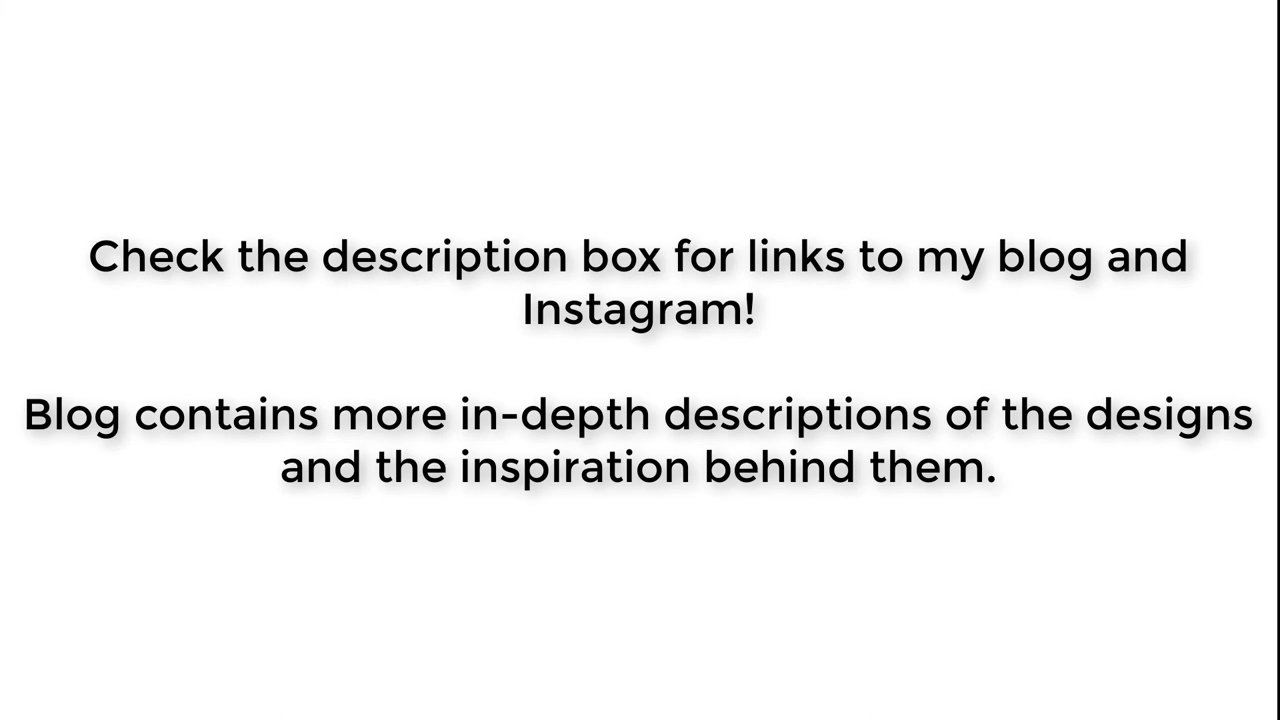 Check the description box for links to my blog and
Instagram!
Blog contains more in-depth descriptions of the designs
and the inspiration behind them.